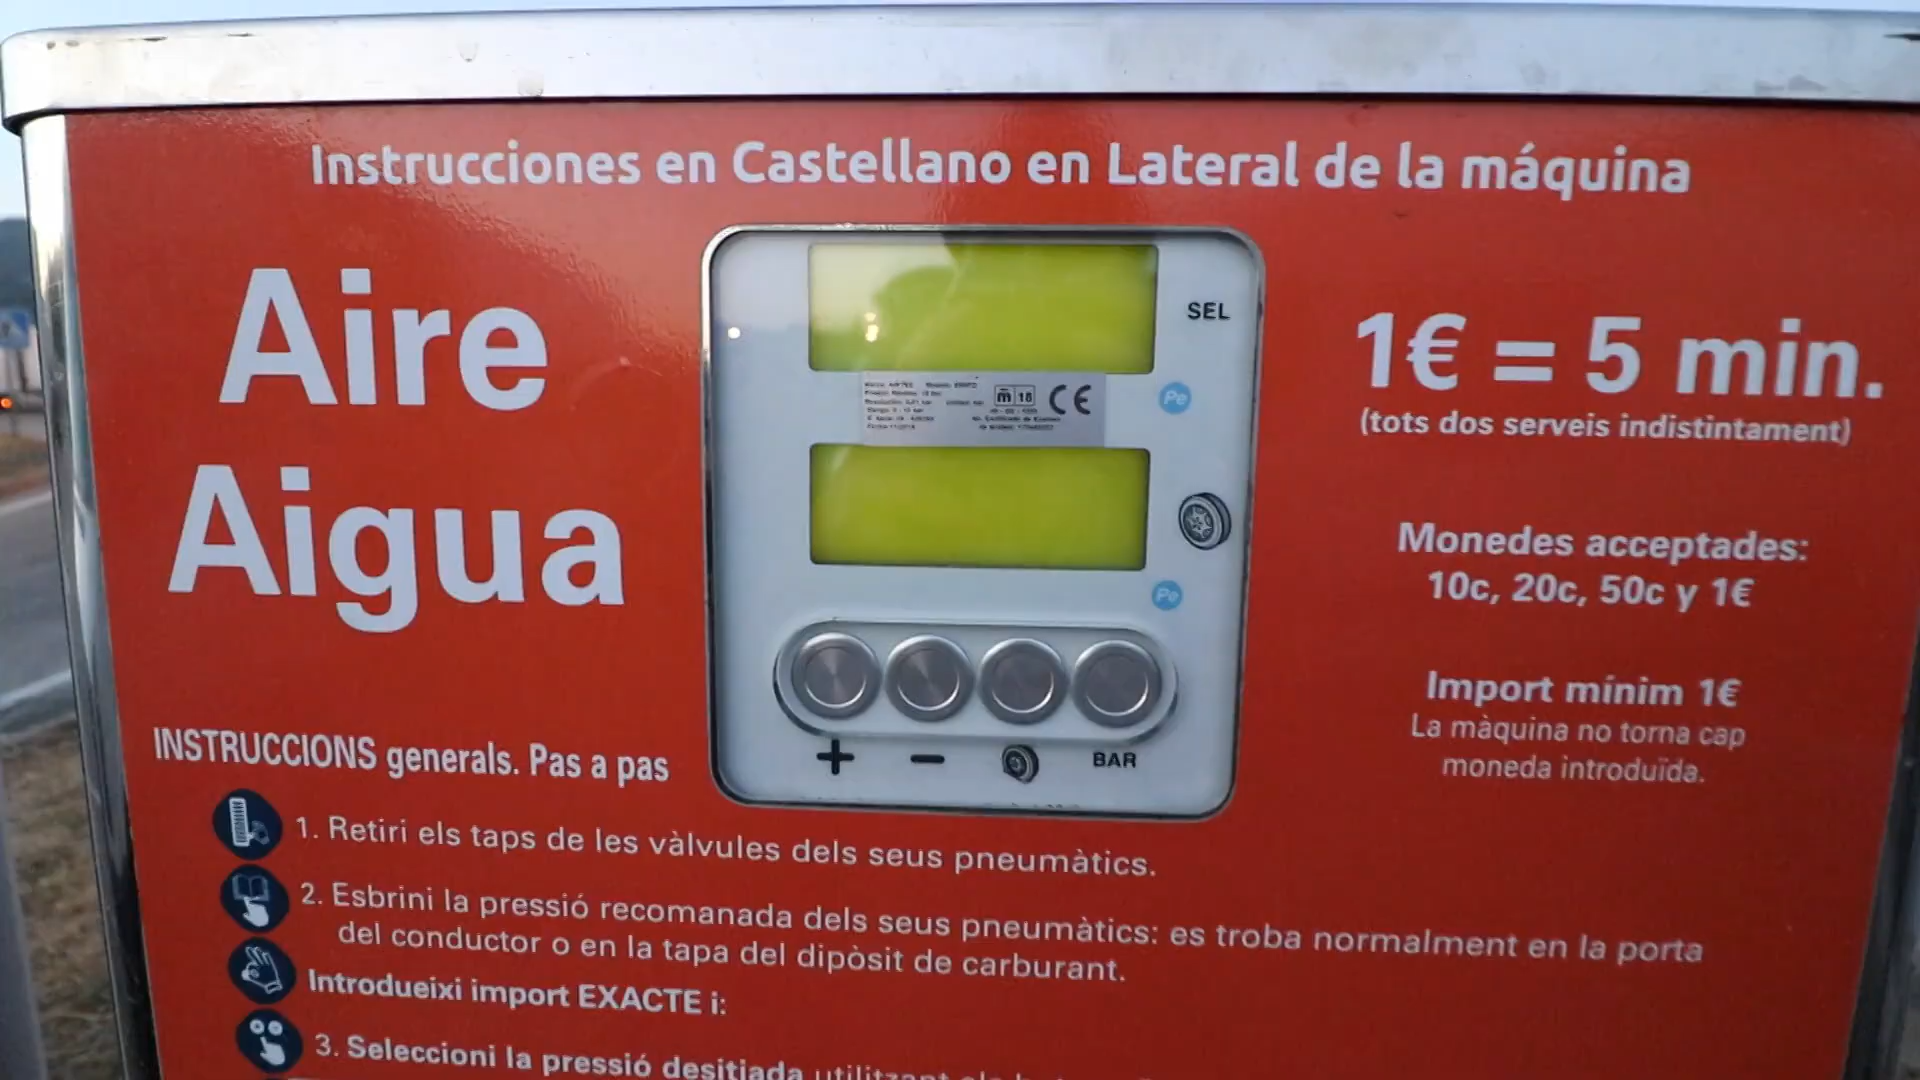 Instrucciones en Castellano en Lateral de la máquina
Aire
Aigua
SEL
CE
Pe
Pe
+ −
BAR
1€ = 5 min.
(tots dos serveis indistintament)
Monedes acceptades:
10c, 20c, 50c y 1€
Import mínim 1€
La màquina no torna cap
moneda introduïda.
INSTRUCCIONS generals. Pas a pas
1. Retiri els taps de les vàlvules dels seus pneumàtics.
2. Esbrini la pressió recomanada dels seus pneumàtics: es troba normalment en la porta
del conductor o en la tapa del dipòsit de carburant.
Introdueixi import EXACTE i:
3. Seleccioni la pressió desitjada utilitzant els